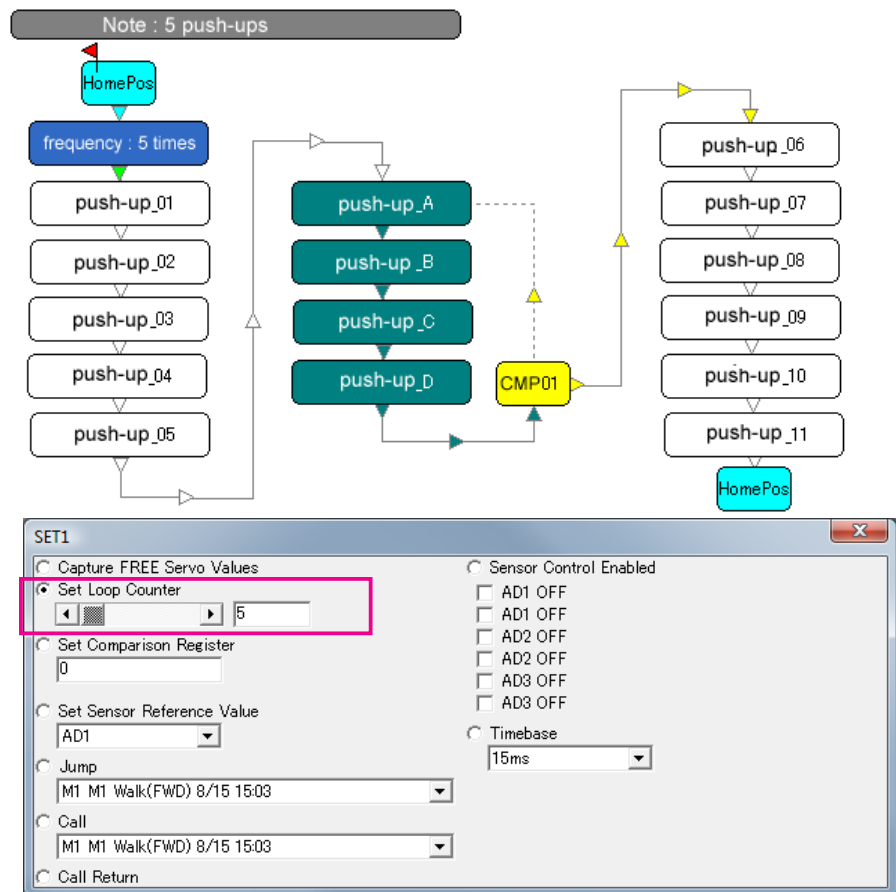 Note : 5 push-ups
HomePos
frequency : 5 times
push-up_01
push-up_02
push-up_03
push-up_04
push-up_05
push-up_A
push-up_B
push-up_C
push-up_D
CMP01
push-up_06
push-up_07
push-up_08
push-up_09
push-up_10
push-up_11
HomePos
SET1
Capture FREE Servo Values
Set Loop Counter
5
Set Comparison Register
0
Set Sensor Reference Value
AD1
Jump
M1 M1 Walk(FWD) 8/15 15:03
Call
M1 M1 Walk(FWD) 8/15 15:03
Call Return
Sensor Control Enabled
AD1 OFF
AD1 OFF
AD2 OFF
AD2 OFF
AD3 OFF
AD3 OFF
Timebase
15ms